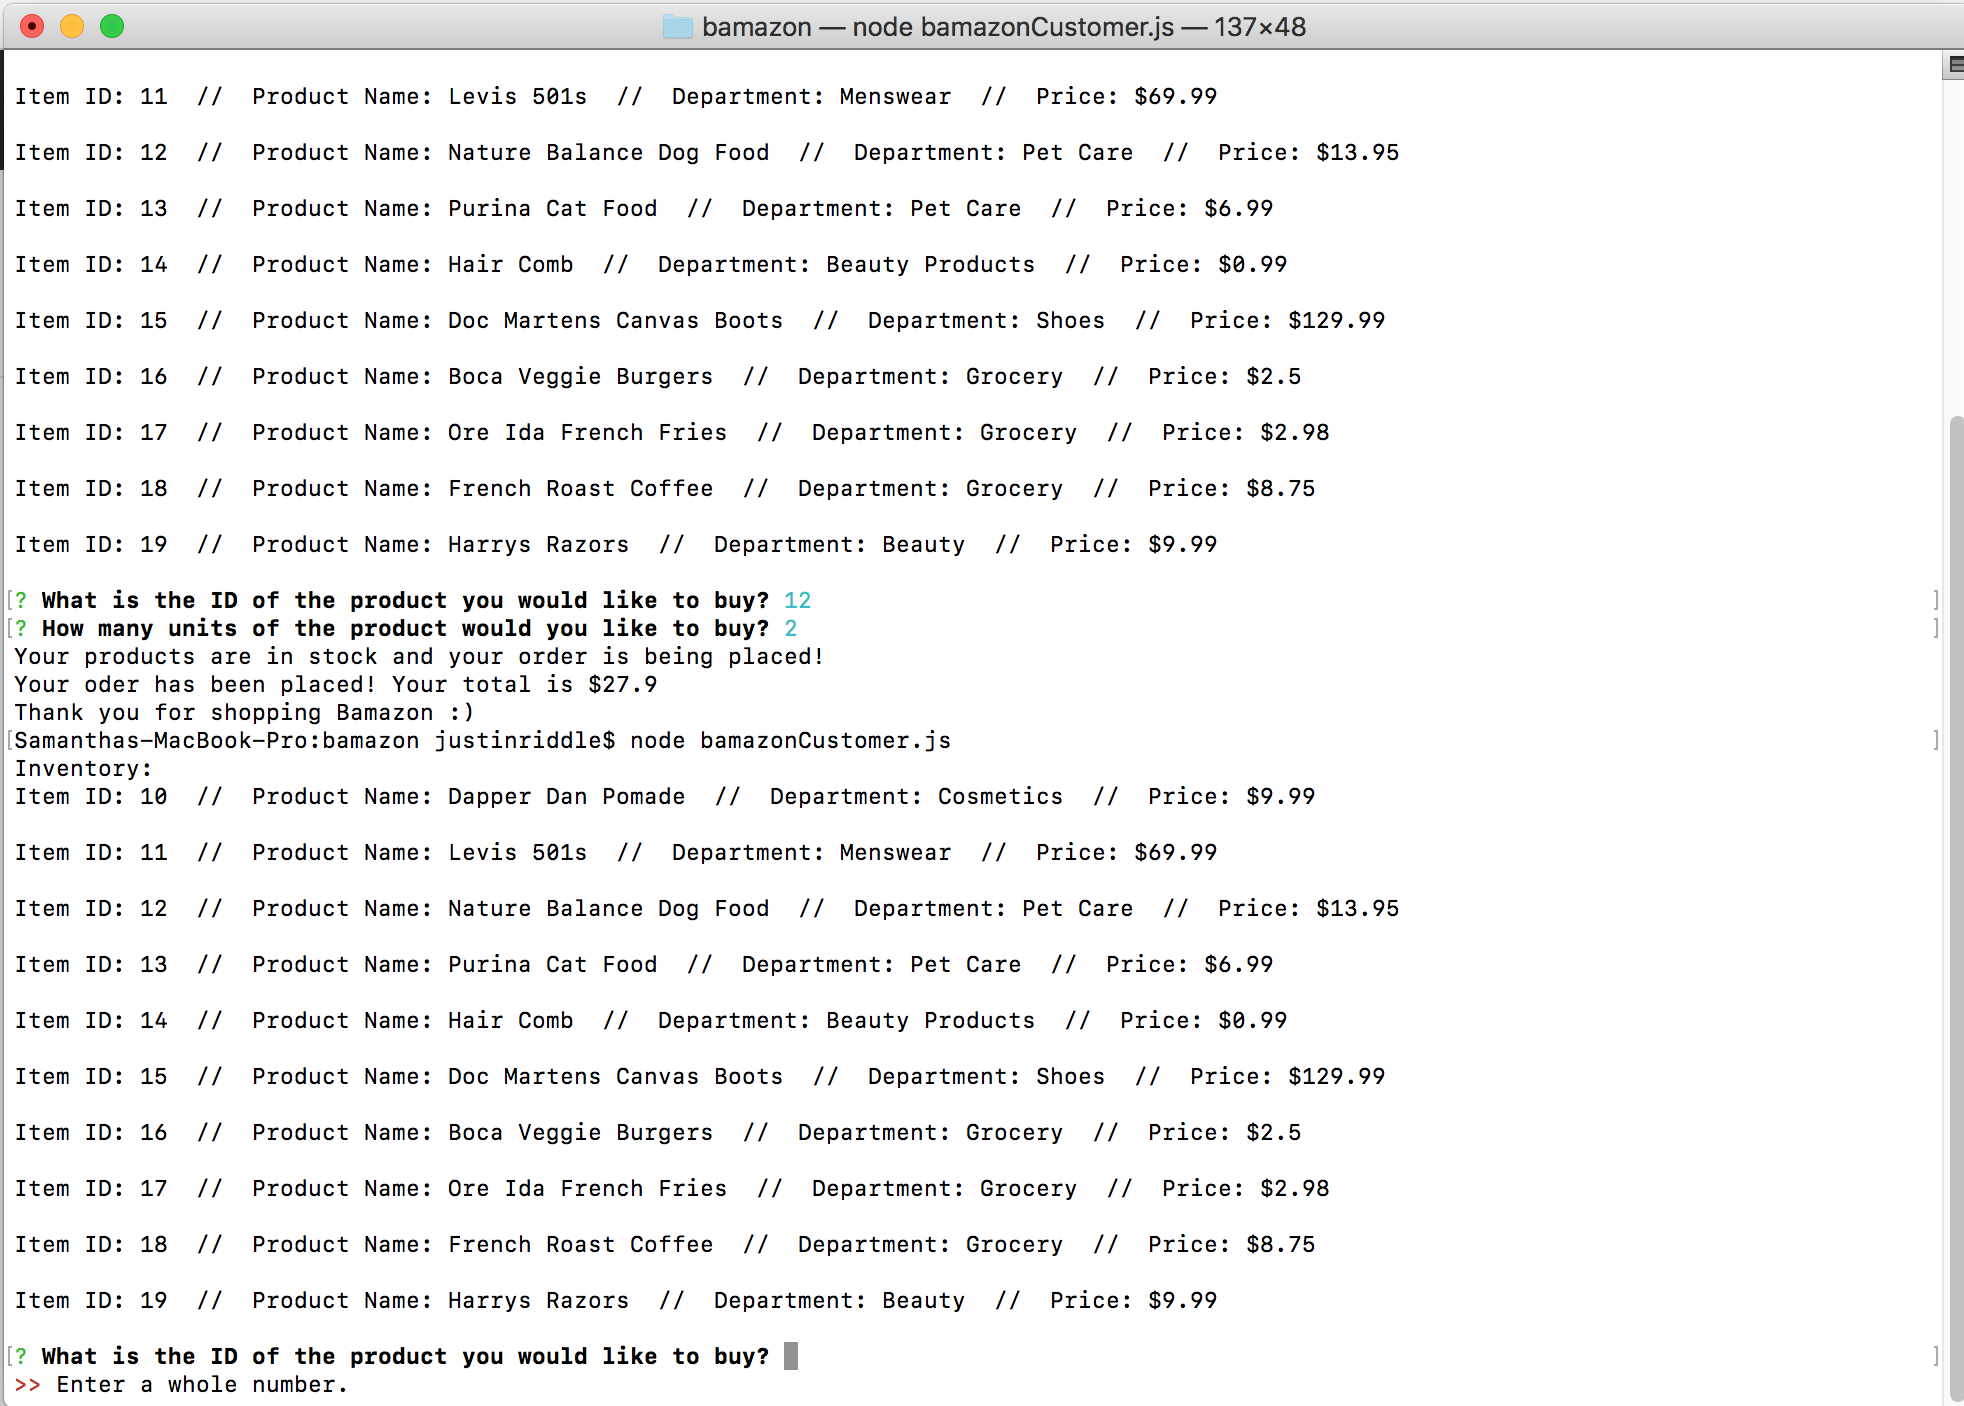 bamazon — node bamazonCustomer.js — 137×48
Item ID: 11  //  Product Name: Levis 501s  //  Department: Menswear  //  Price: $69.99
Item ID: 12  //  Product Name: Nature Balance Dog Food  //  Department: Pet Care  //  Price: $13.95
Item ID: 13  //  Product Name: Purina Cat Food  //  Department: Pet Care  //  Price: $6.99
Item ID: 14  //  Product Name: Hair Comb  //  Department: Beauty Products  //  Price: $0.99
Item ID: 15  //  Product Name: Doc Martens Canvas Boots  //  Department: Shoes  //  Price: $129.99
Item ID: 16  //  Product Name: Boca Veggie Burgers  //  Department: Grocery  //  Price: $2.5
Item ID: 17  //  Product Name: Ore Ida French Fries  //  Department: Grocery  //  Price: $2.98
Item ID: 18  //  Product Name: French Roast Coffee  //  Department: Grocery  //  Price: $8.75
Item ID: 19  //  Product Name: Harrys Razors  //  Department: Beauty  //  Price: $9.99
[? What is the ID of the product you would like to buy? 12 ]
[? How many units of the product would you like to buy? 2 ]
Your products are in stock and your order is being placed!
Your oder has been placed! Your total is $27.9
Thank you for shopping Bamazon :)
[Samanthas-MacBook-Pro:bamazon justinriddle$ node bamazonCustomer.js ]
Inventory:
Item ID: 10  //  Product Name: Dapper Dan Pomade  //  Department: Cosmetics  //  Price: $9.99
Item ID: 11  //  Product Name: Levis 501s  //  Department: Menswear  //  Price: $69.99
Item ID: 12  //  Product Name: Nature Balance Dog Food  //  Department: Pet Care  //  Price: $13.95
Item ID: 13  //  Product Name: Purina Cat Food  //  Department: Pet Care  //  Price: $6.99
Item ID: 14  //  Product Name: Hair Comb  //  Department: Beauty Products  //  Price: $0.99
Item ID: 15  //  Product Name: Doc Martens Canvas Boots  //  Department: Shoes  //  Price: $129.99
Item ID: 16  //  Product Name: Boca Veggie Burgers  //  Department: Grocery  //  Price: $2.5
Item ID: 17  //  Product Name: Ore Ida French Fries  //  Department: Grocery  //  Price: $2.98
Item ID: 18  //  Product Name: French Roast Coffee  //  Department: Grocery  //  Price: $8.75
Item ID: 19  //  Product Name: Harrys Razors  //  Department: Beauty  //  Price: $9.99
[? What is the ID of the product you would like to buy? ]
>> Enter a whole number.